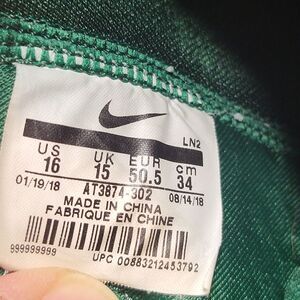 LN2
US UK EUR cm
16 15 50.5 34
01/19/18 AT3874-302 08/14/18
MADE IN CHINA
FABRIQUE EN CHINE
999999999
UPC 00883212453792